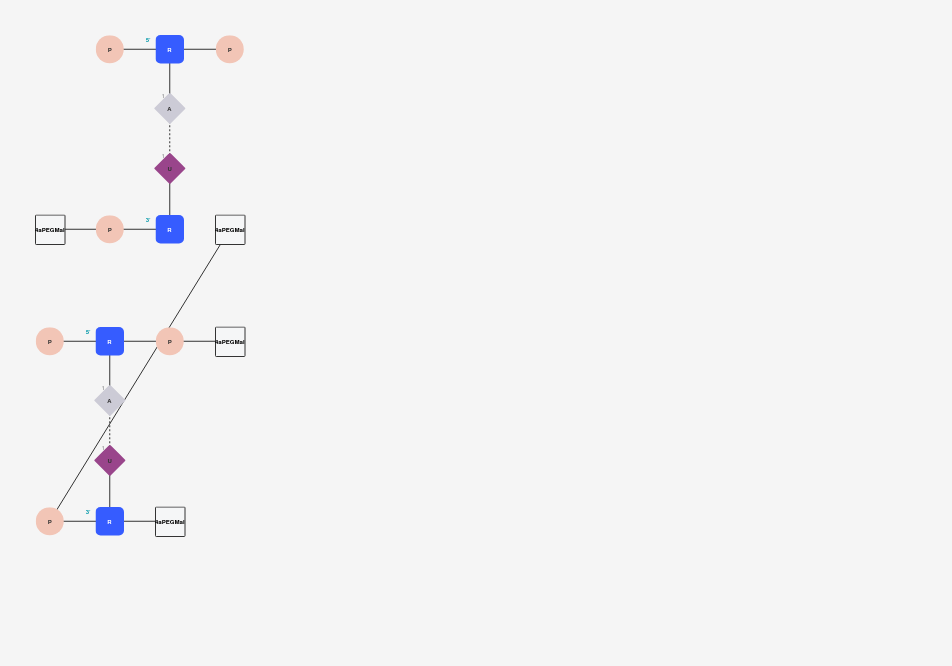 P 5' R P
1 A
1 U
4aPEGMal P 3' R 4aPEGMal
P 5' R P 4aPEGMal
1 A
1 U
P 3' R 4aPEGMal